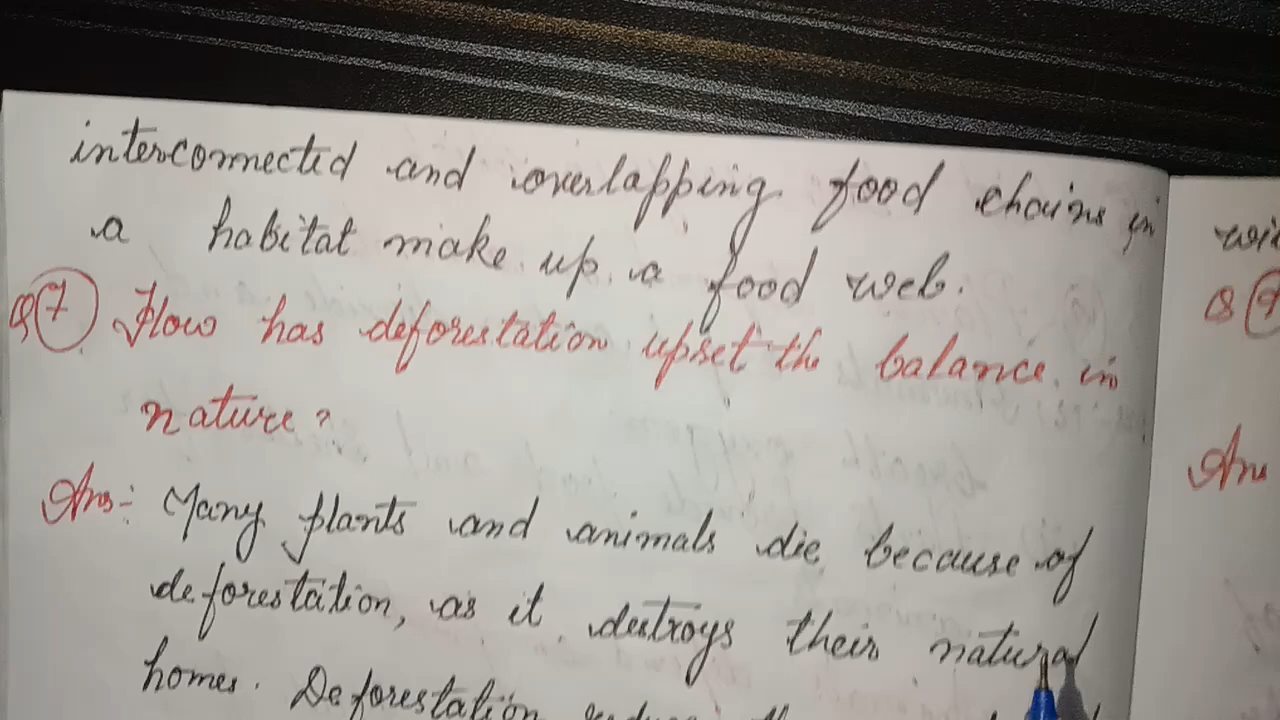 interconnected and overlapping food chains in
a habitat make up a food web.
Q7 How has deforestation upset the balance in
nature?
Ans:- Many plants and animals die because of
deforestation, as it destroys their natural
homes. Deforestation
Q
Ans